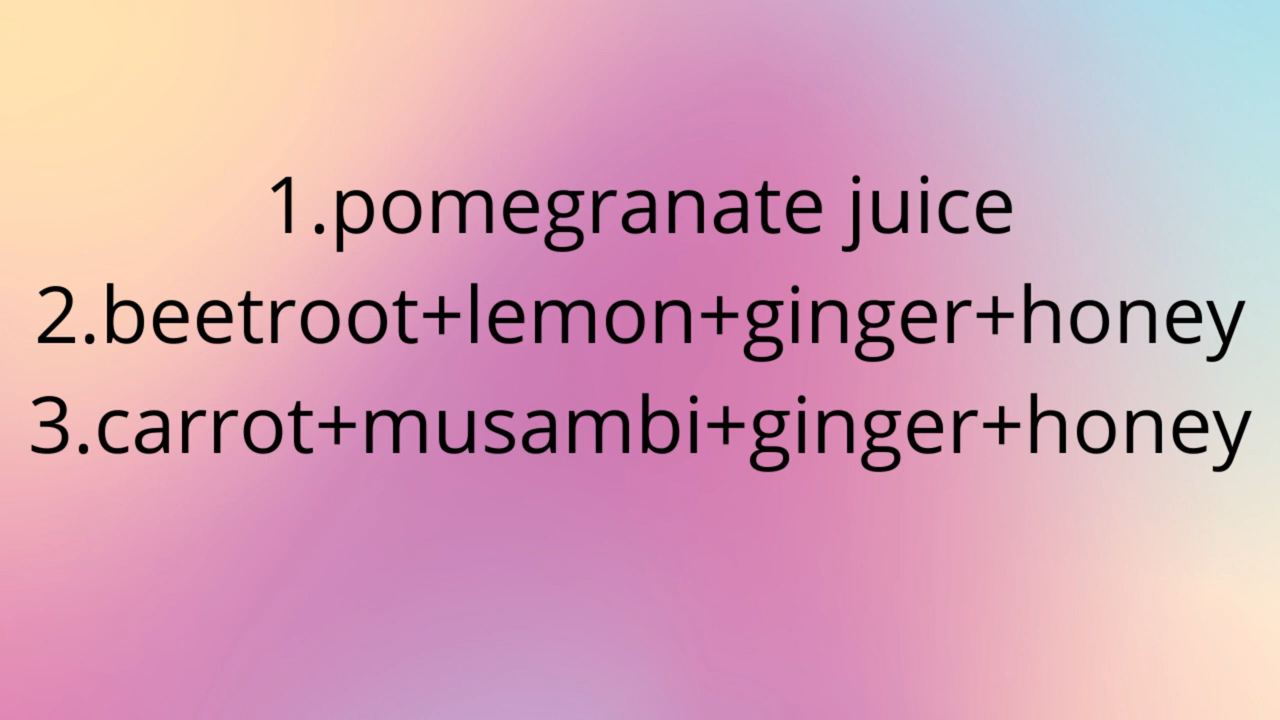 1.pomegranate juice
2.beetroot+lemon+ginger+honey
3.carrot+musambi+ginger+honey